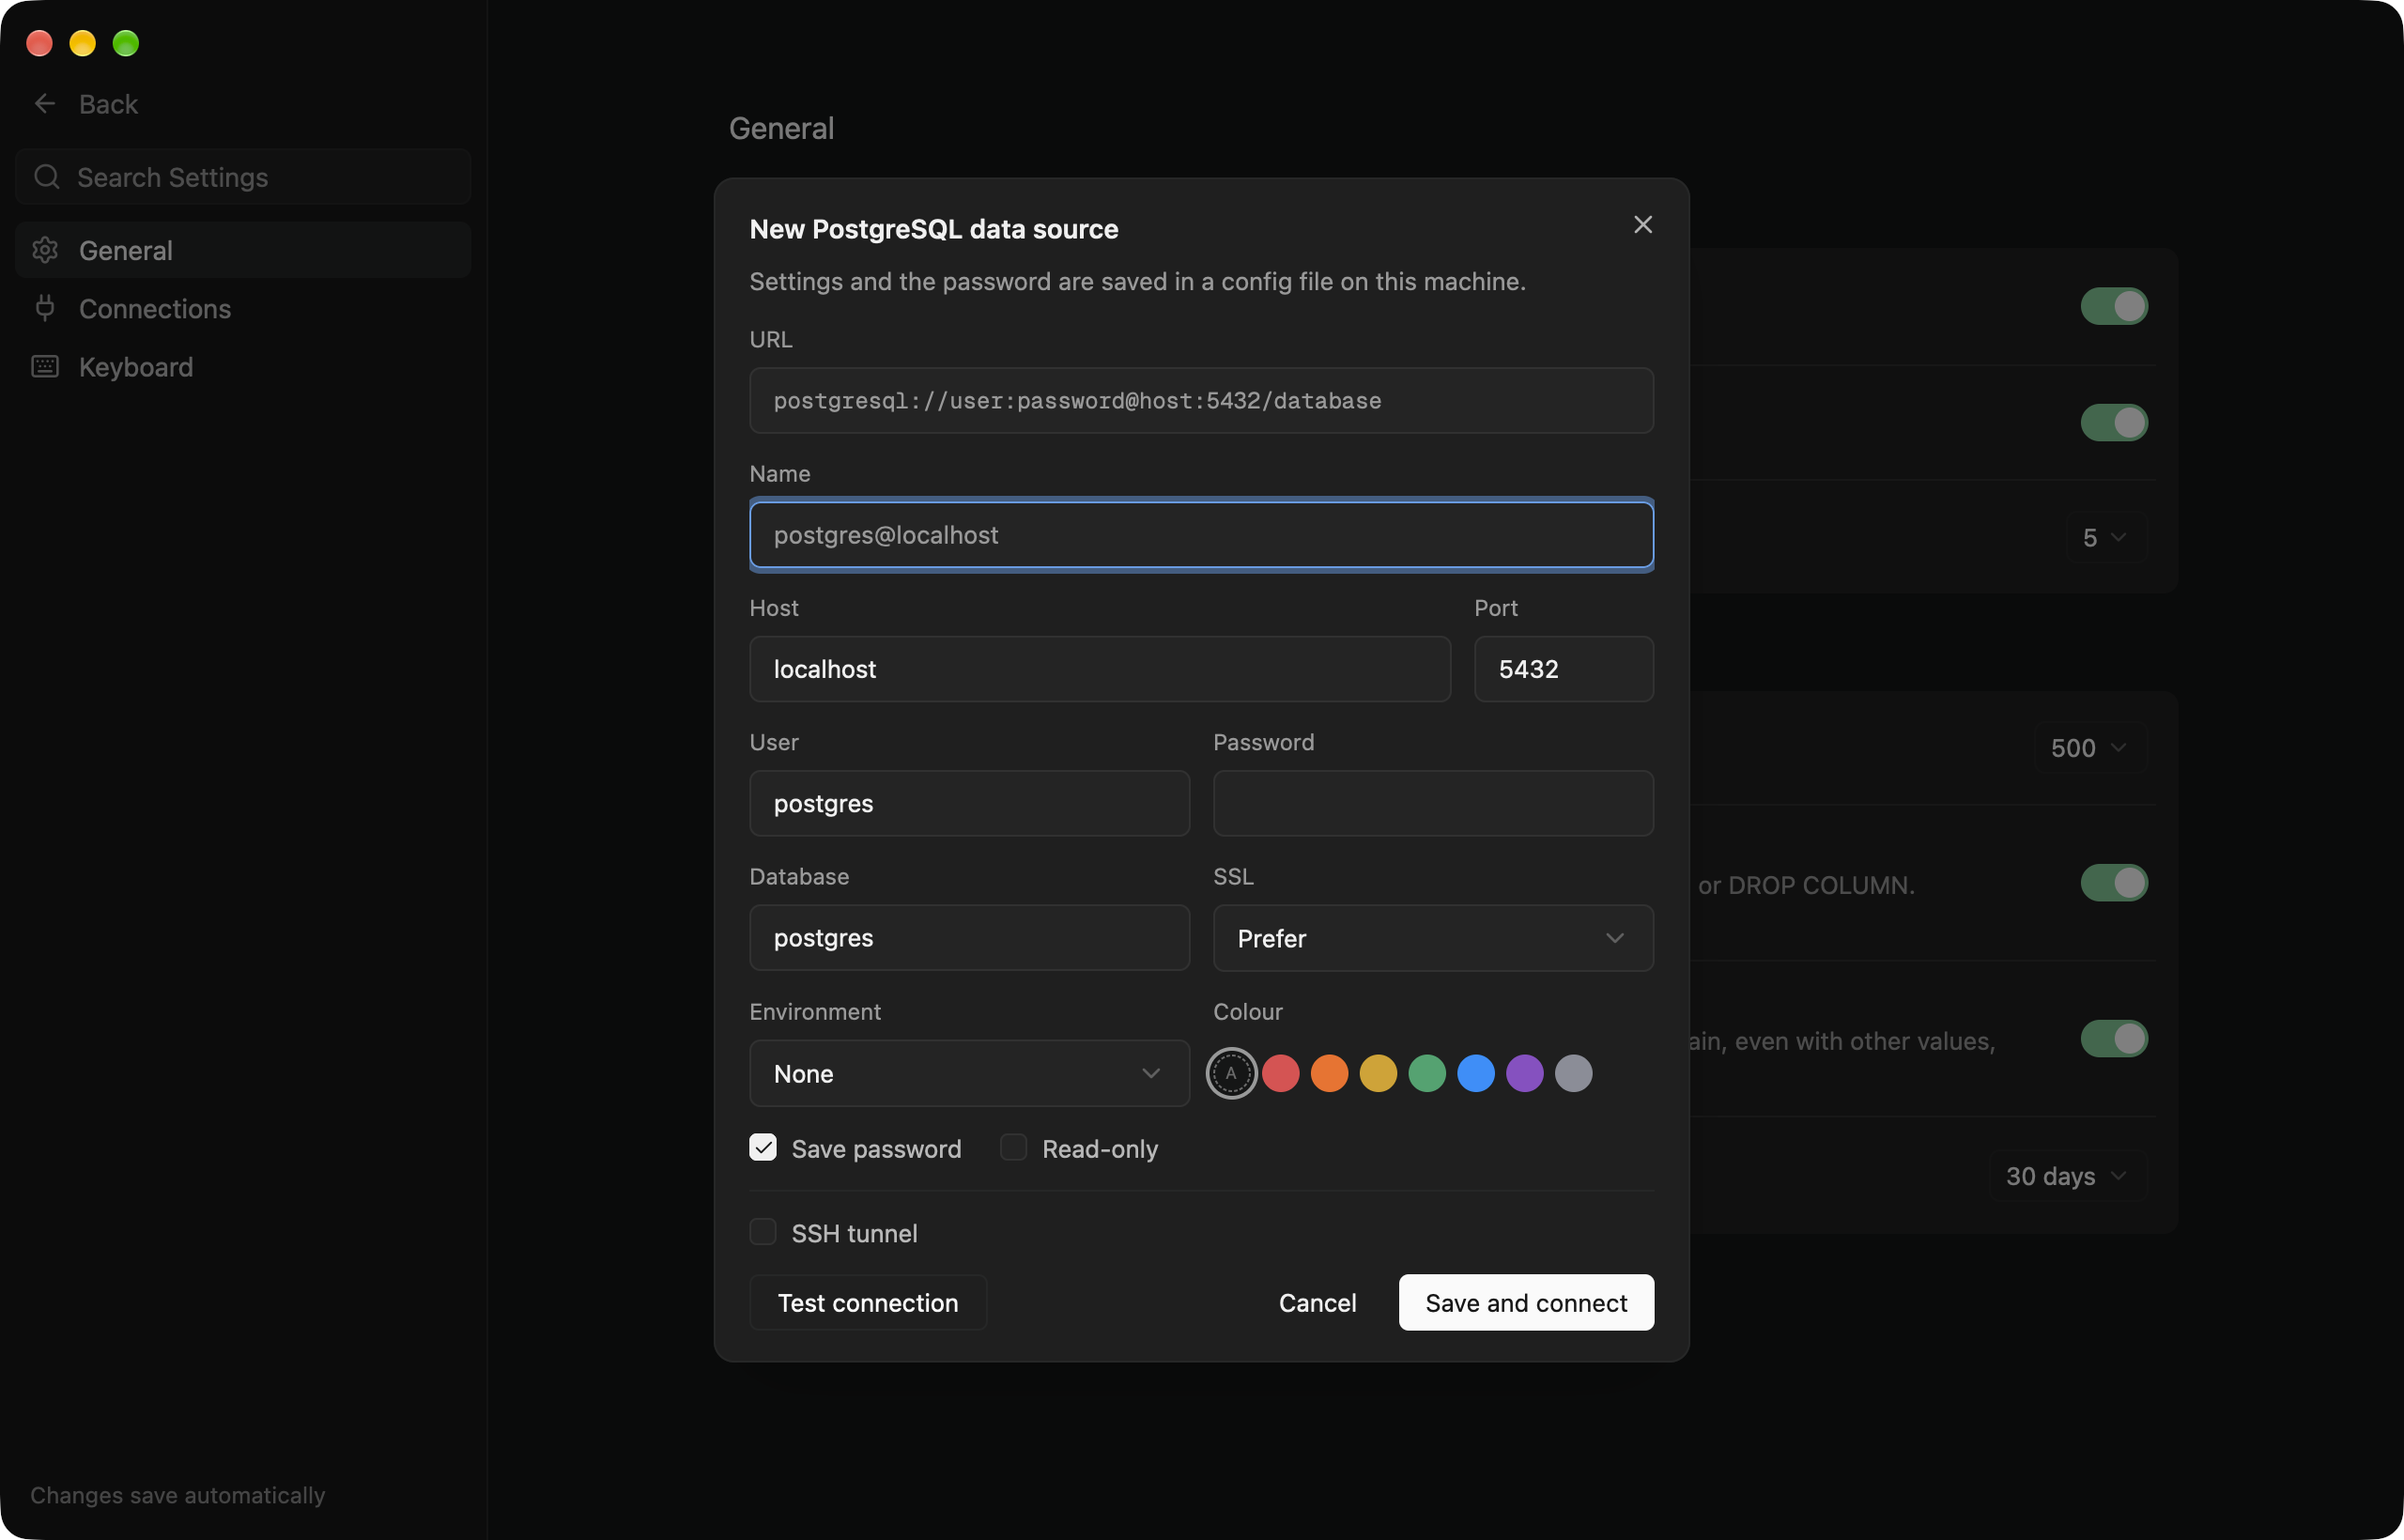 Back
Search Settings
General
Connections
Keyboard
Changes save automatically
General
5
500
or DROP COLUMN.
ain, even with other values,
30 days
New PostgreSQL data source
Settings and the password are saved in a config file on this machine.
URL
postgresql://user:password@host:5432/database
Name
postgres@localhost
Host
Port
localhost
5432
User
Password
postgres
Database
SSL
postgres
Prefer
Environment
Colour
None
A
Save password
Read-only
SSH tunnel
Test connection
Cancel
Save and connect